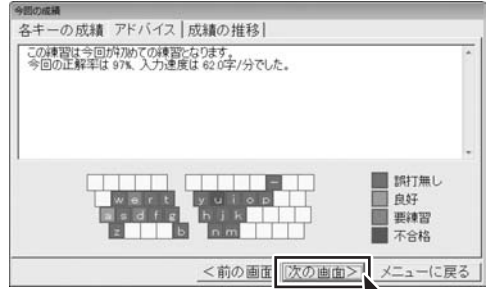 今回の成績
各キーの成績 アドバイス 成績の推移
この練習は今回が初めての練習となります。
今回の正解率は 97%、入力速度は 62.0字/分でした。
w e r t y u i o p
a s d f g h j k
z b n m
誤打無し
良好
要練習
不合格
<前の画面 次の画面> メニューに戻る